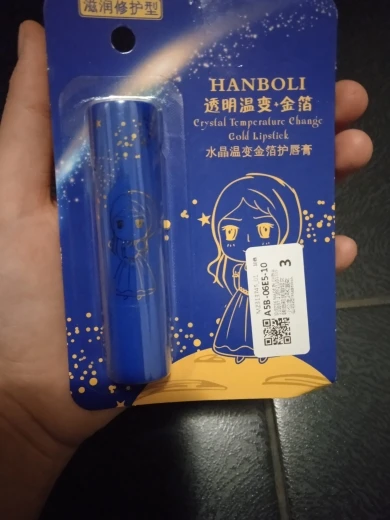 滋润修护型
HANBOLI
透明温变·金箔
Crystal Temperature Change
Gold Lipstick
水晶温变金箔护唇膏
A5B-06E5-10
3